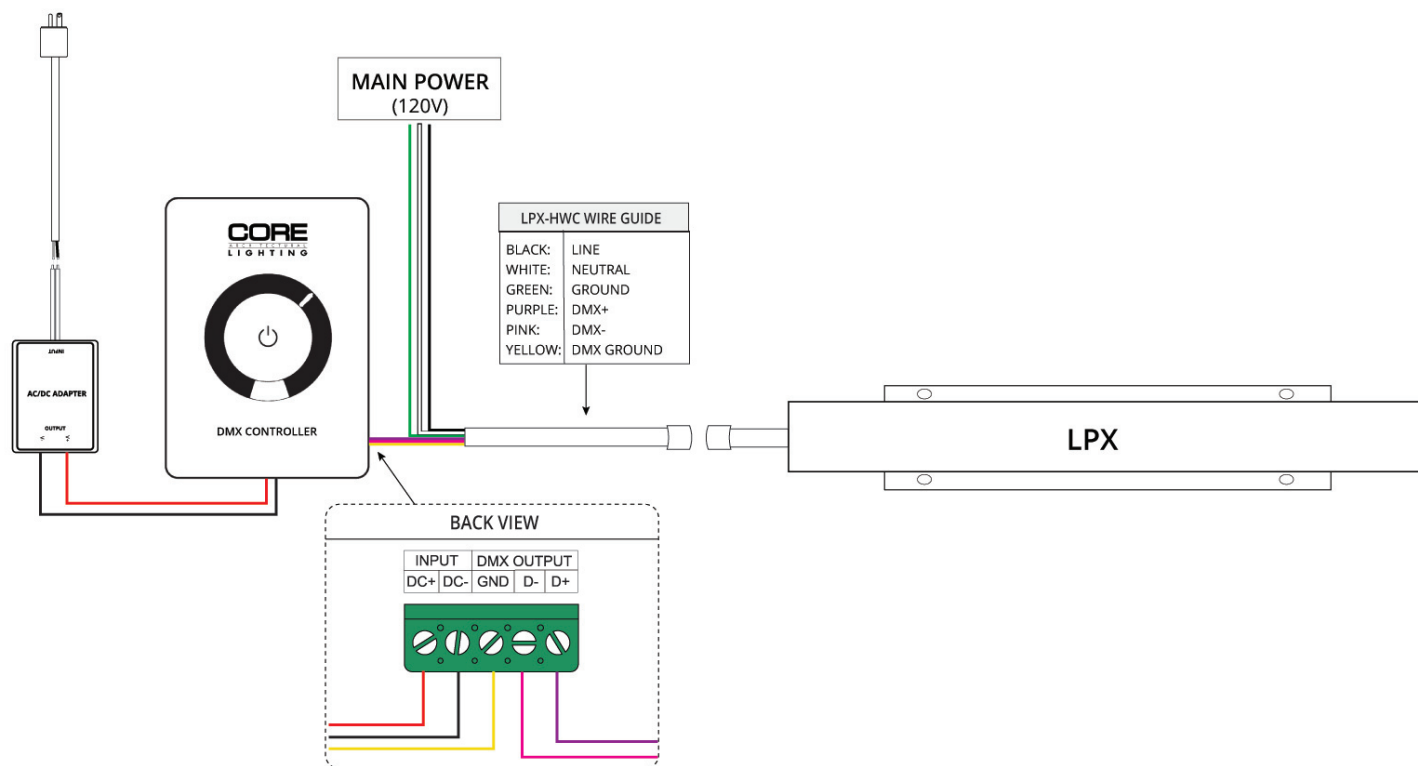 MAIN POWER
(120V)
CORE
ARCHITECTURAL
LIGHTING
DMX CONTROLLER
INPUT
AC/DC ADAPTER
OUTPUT
LPX-HWC WIRE GUIDE
BLACK: LINE
WHITE: NEUTRAL
GREEN: GROUND
PURPLE: DMX+
PINK: DMX-
YELLOW: DMX GROUND
LPX
BACK VIEW
INPUT DMX OUTPUT
DC+ DC- GND D- D+